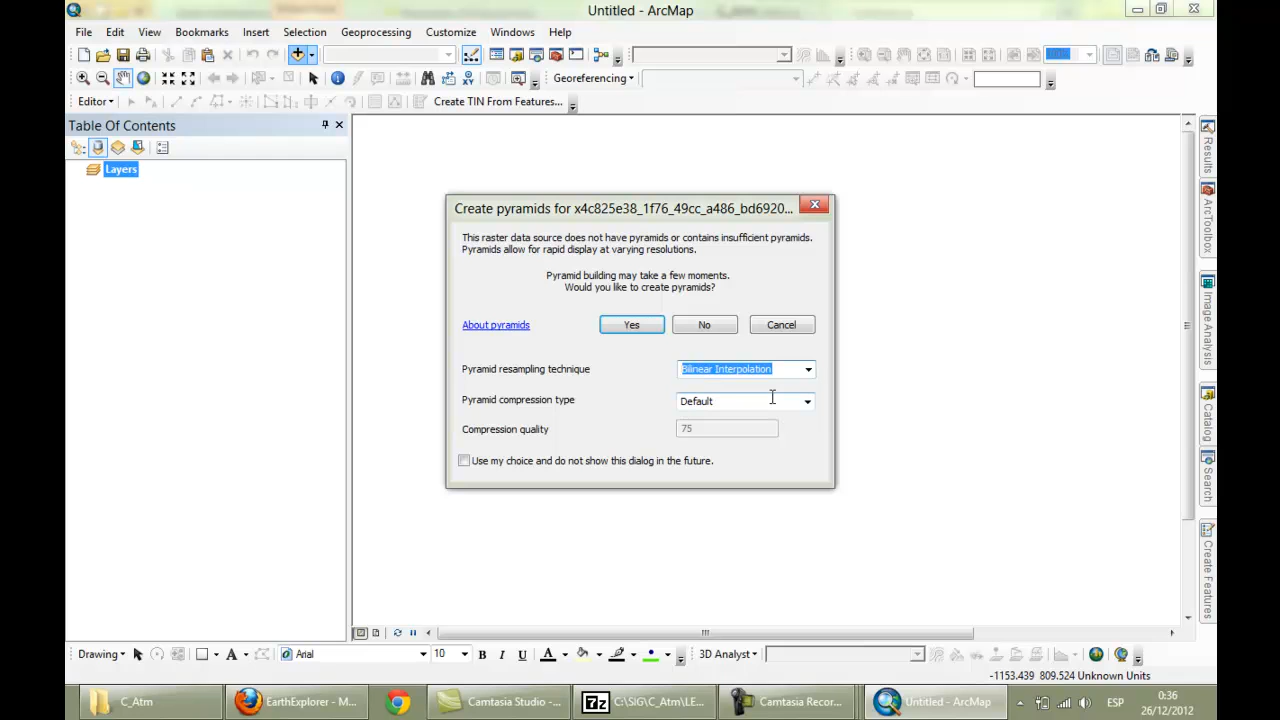 Untitled - ArcMap
File Edit View Bookmarks Insert Selection Geoprocessing Customize Windows Help
Georeferencing
Editor
Create TIN From Features...
Table Of Contents
Layers
Create pyramids for x4c825e38_1f76_49cc_a486_bd6920...
This raster data source does not have pyramids or contains insufficient pyramids.
Pyramids allow for rapid display at varying resolutions.
Pyramid building may take a few moments.
Would you like to create pyramids?
About pyramids Yes No Cancel
Pyramid resampling technique Bilinear Interpolation
Pyramid compression type Default
Compression quality 75
Use my choice and do not show this dialog in the future.
Results
ArcToolbox
Image Analysis
Catalog
Search
Create Features
Drawing Arial 10 B I U A 3D Analyst
-1153.439 809.524 Unknown Units
C_Atm EarthExplorer - M... Camtasia Studio -... 7z C:\SIG\C_Atm\LE... Camtasia Recor... Untitled - ArcMap ESP 0:36
26/12/2012